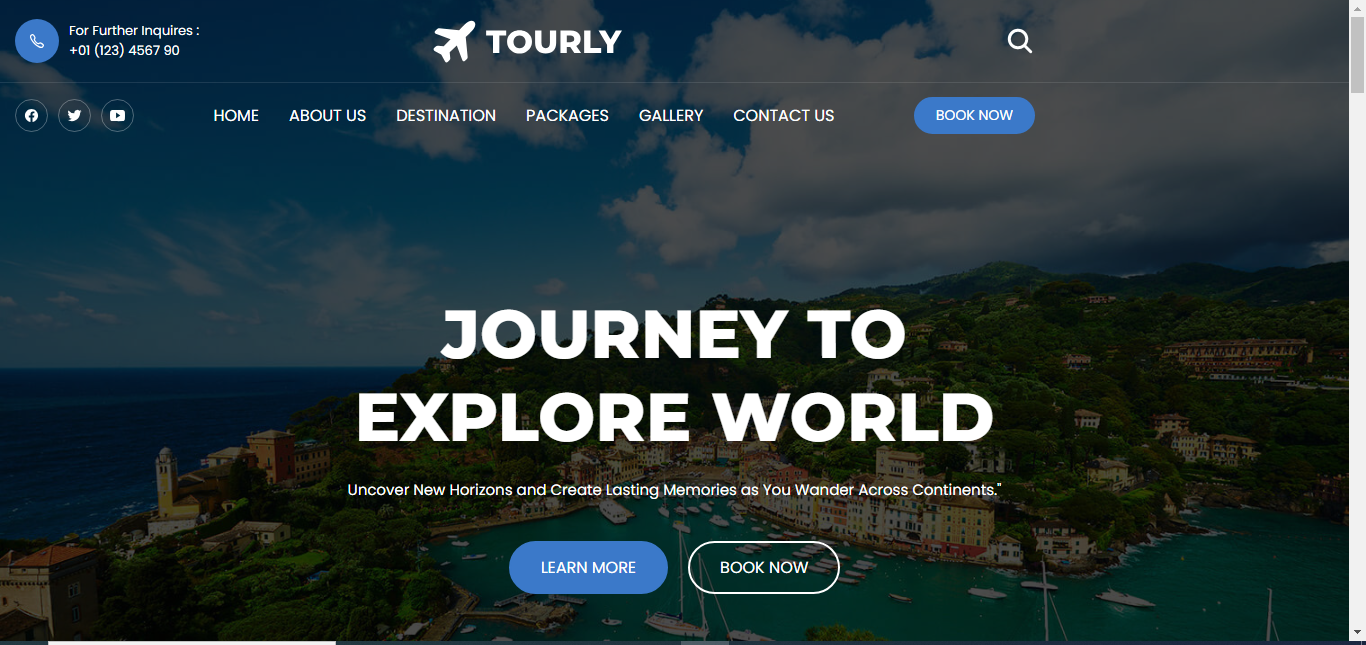 For Further Inquires :
+01 (123) 4567 90
TOURLY
HOME ABOUT US DESTINATION PACKAGES GALLERY CONTACT US BOOK NOW
JOURNEY TO
EXPLORE WORLD
Uncover New Horizons and Create Lasting Memories as You Wander Across Continents."
LEARN MORE BOOK NOW